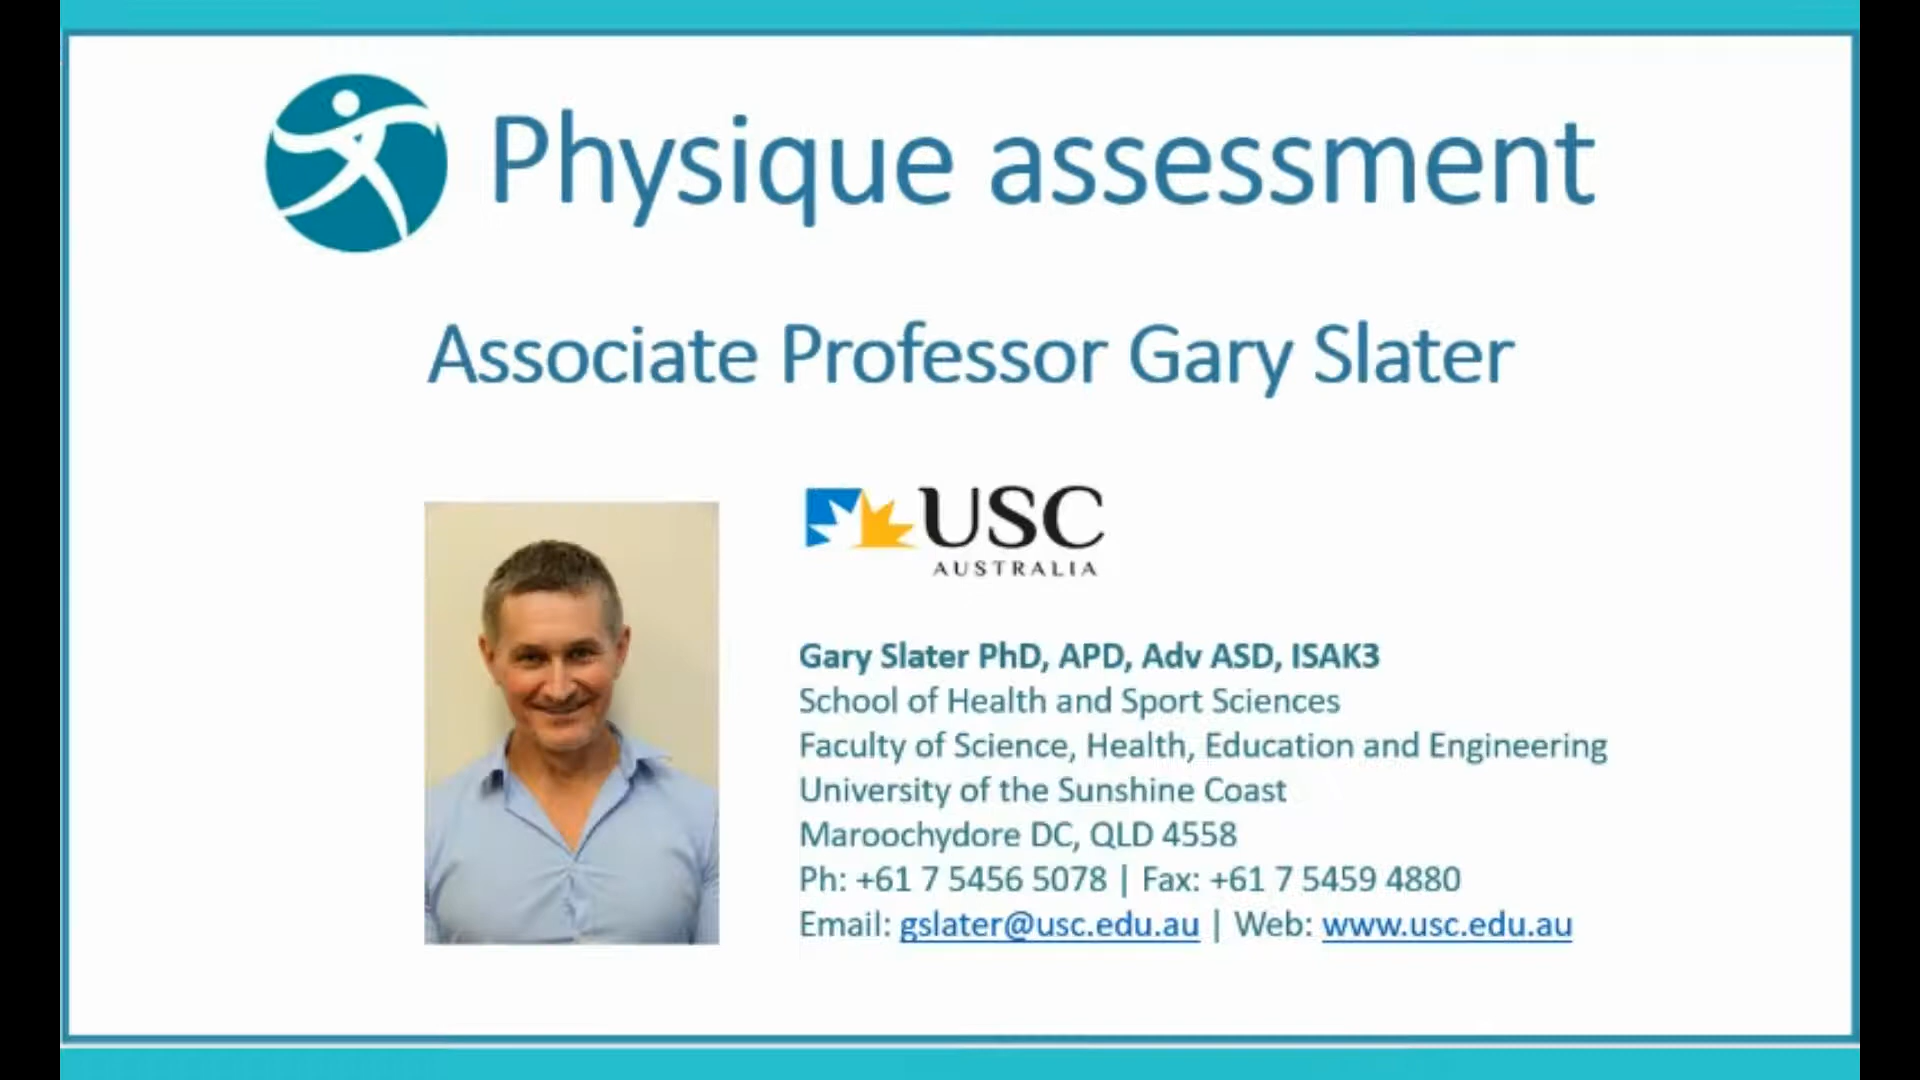 Physique assessment
Associate Professor Gary Slater
USC
AUSTRALIA
Gary Slater PhD, APD, Adv ASD, ISAK3
School of Health and Sport Sciences
Faculty of Science, Health, Education and Engineering
University of the Sunshine Coast
Maroochydore DC, QLD 4558
Ph: +61 7 5456 5078 | Fax: +61 7 5459 4880
Email: gslater@usc.edu.au | Web: www.usc.edu.au